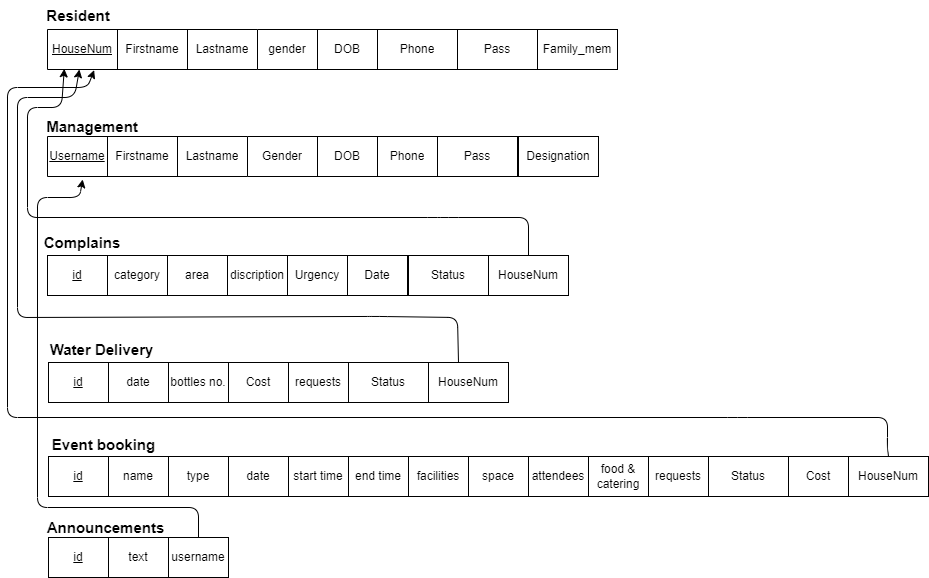 Resident
HouseNum Firstname Lastname gender DOB Phone Pass Family_mem
Management
Username Firstname Lastname Gender DOB Phone Pass Designation
Complains
id category area discription Urgency Date Status HouseNum
Water Delivery
id date bottles no. Cost requests Status HouseNum
Event booking
id name type date start time end time facilities space attendees food & catering requests Status Cost HouseNum
Announcements
id text username